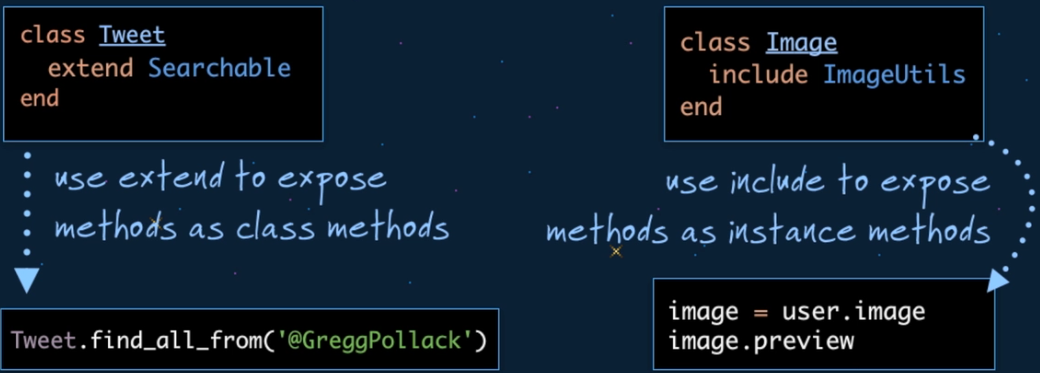 class Tweet
  extend Searchable
end
use extend to expose
methods as class methods
Tweet.find_all_from('@GreggPollack')
class Image
  include ImageUtils
end
use include to expose
methods as instance methods
image = user.image
image.preview